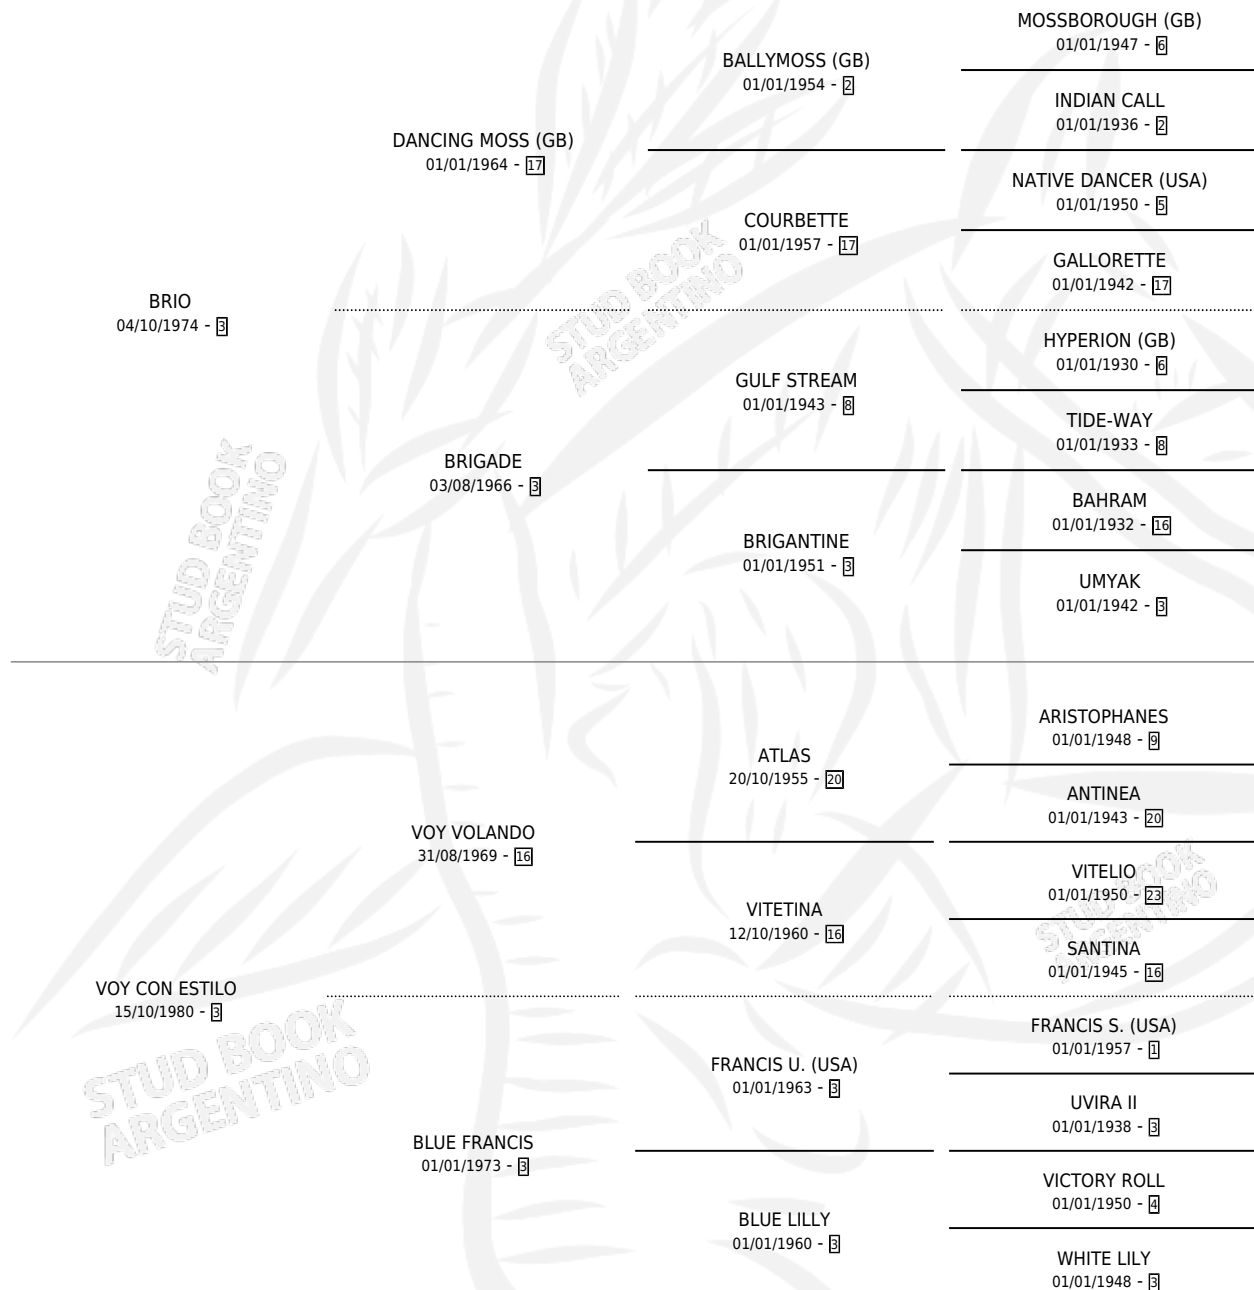 MOSSBOROUGH (GB)
01/01/1947 - 6
BALLYMOSS (GB)
01/01/1954 - 2
INDIAN CALL
01/01/1936 - 2
DANCING MOSS (GB)
01/01/1964 - 17
NATIVE DANCER (USA)
01/01/1950 - 5
COURBETTE
01/01/1957 - 17
GALLORETTE
01/01/1942 - 17
BRIO
04/10/1974 - 3
HYPERION (GB)
01/01/1930 - 6
GULF STREAM
01/01/1943 - 8
TIDE-WAY
01/01/1933 - 8
BRIGADE
03/08/1966 - 3
BAHRAM
01/01/1932 - 16
BRIGANTINE
01/01/1951 - 3
UMYAK
01/01/1942 - 3
ARISTOPHANES
01/01/1948 - 9
ATLAS
20/10/1955 - 20
ANTINEA
01/01/1943 - 20
VOY VOLANDO
31/08/1969 - 16
VITELIO
01/01/1950 - 23
VITETINA
12/10/1960 - 16
SANTINA
01/01/1945 - 16
VOY CON ESTILO
15/10/1980 - 3
FRANCIS S. (USA)
01/01/1957 - 1
FRANCIS U. (USA)
01/01/1963 - 3
UVIRA II
01/01/1938 - 3
BLUE FRANCIS
01/01/1973 - 3
VICTORY ROLL
01/01/1950 - 4
BLUE LILLY
01/01/1960 - 3
WHITE LILY
01/01/1948 - 3
STUD BOOK
ARGENTINO
STUD BOOK
ARGENTINO
STUD BOOK
ARGENTINO
STUD BOOK
ARGENTINO